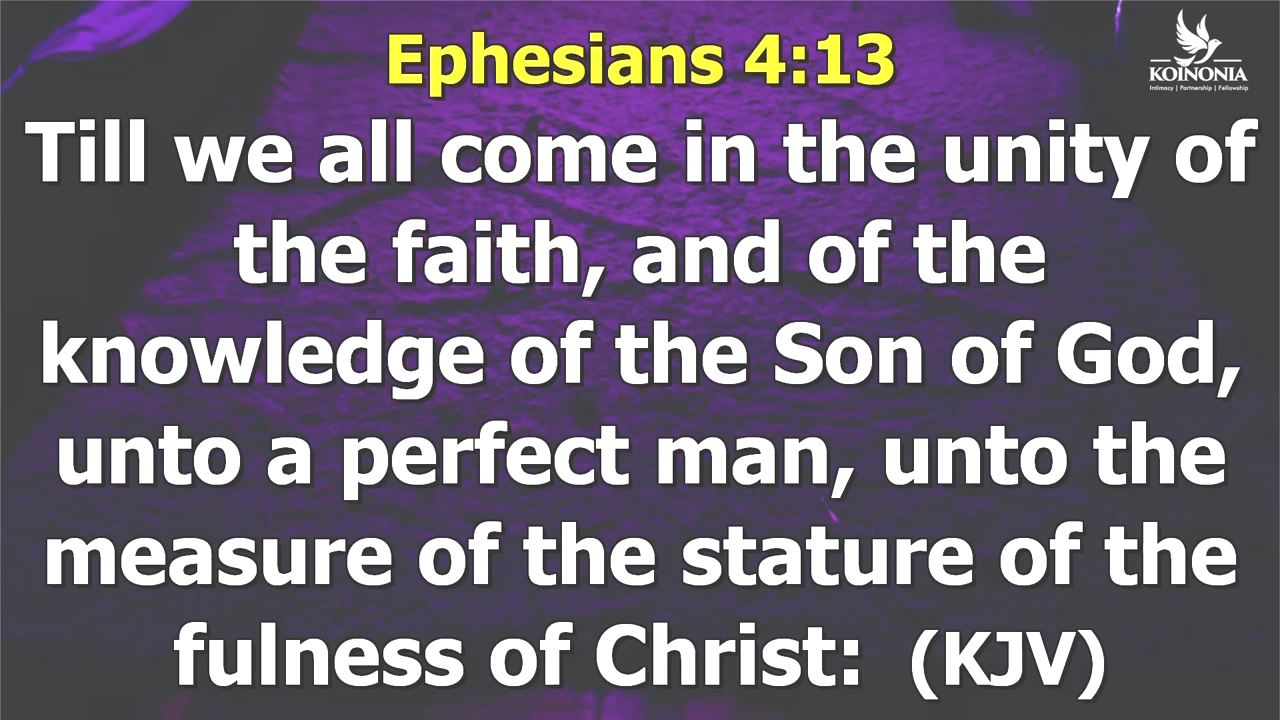 Ephesians 4:13
KOINONIA
Intimacy | Partnership | Fellowship
Till we all come in the unity of
the faith, and of the
knowledge of the Son of God,
unto a perfect man, unto the
measure of the stature of the
fulness of Christ: (KJV)